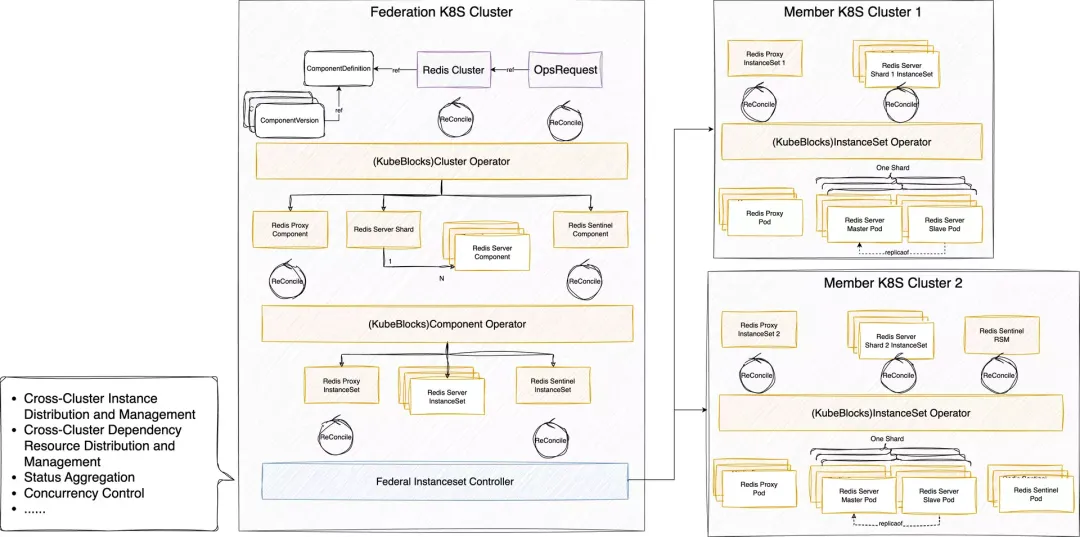 Federation K8S Cluster
ComponentDefinition
ref
Redis Cluster
ref
OpsRequest
ref
ComponentVersion
ReConcile
ReConcile
(KubeBlocks)Cluster Operator
Redis Proxy
Component
Redis Server Shard
Redis Server
Component
Redis Sentinel
Component
1
N
ReConcile
ReConcile
(KubeBlocks)Component Operator
Redis Proxy
InstanceSet
Redis Server
InstanceSet
Redis Sentinel
InstanceSet
ReConcile
ReConcile
Federal Instanceset Controller
• Cross-Cluster Instance
Distribution and Management
• Cross-Cluster Dependency
Resource Distribution and
Management
• Status Aggregation
• Concurrency Control
• ......
Member K8S Cluster 1
Redis Proxy
InstanceSet 1
Redis Server
Shard 1 InstanceSet
ReConcile
ReConcile
(KubeBlocks)InstanceSet Operator
One Shard
Redis Proxy
Pod
Redis Server
Master Pod
Redis Server
Slave Pod
replicaof
Member K8S Cluster 2
Redis Proxy
InstanceSet 2
Redis Server
Shard 2 InstanceSet
Redis Sentinel
RSM
ReConcile
ReConcile
ReConcile
(KubeBlocks)InstanceSet Operator
One Shard
Redis Proxy
Pod
Redis Server
Master Pod
Redis Server
Slave Pod
Redis Sentinel
Pod
replicaof